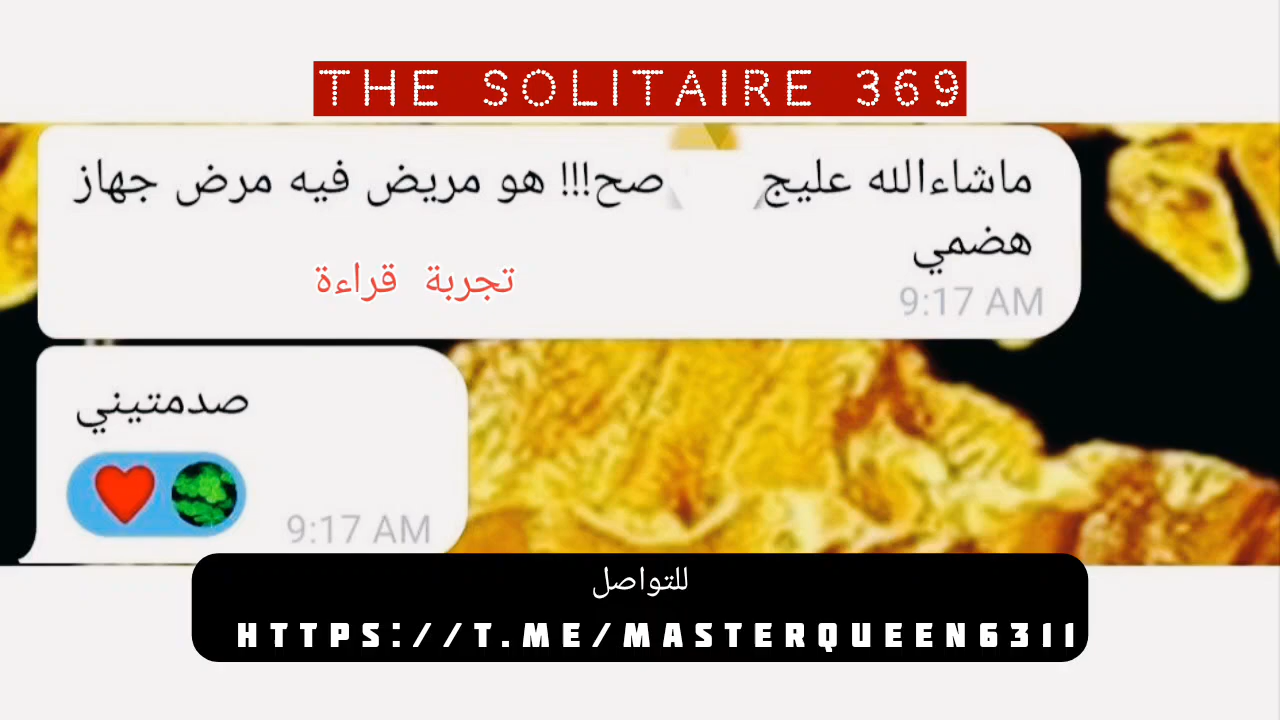 THE SOLITAIRE 369
ماشاءالله عليج صح!!! هو مريض فيه مرض جهاز
هضمي
تجربة قراءة
9:17 AM
صدمتيني
9:17 AM
للتواصل
HTTPS://T.ME/MASTERQUEEN6311